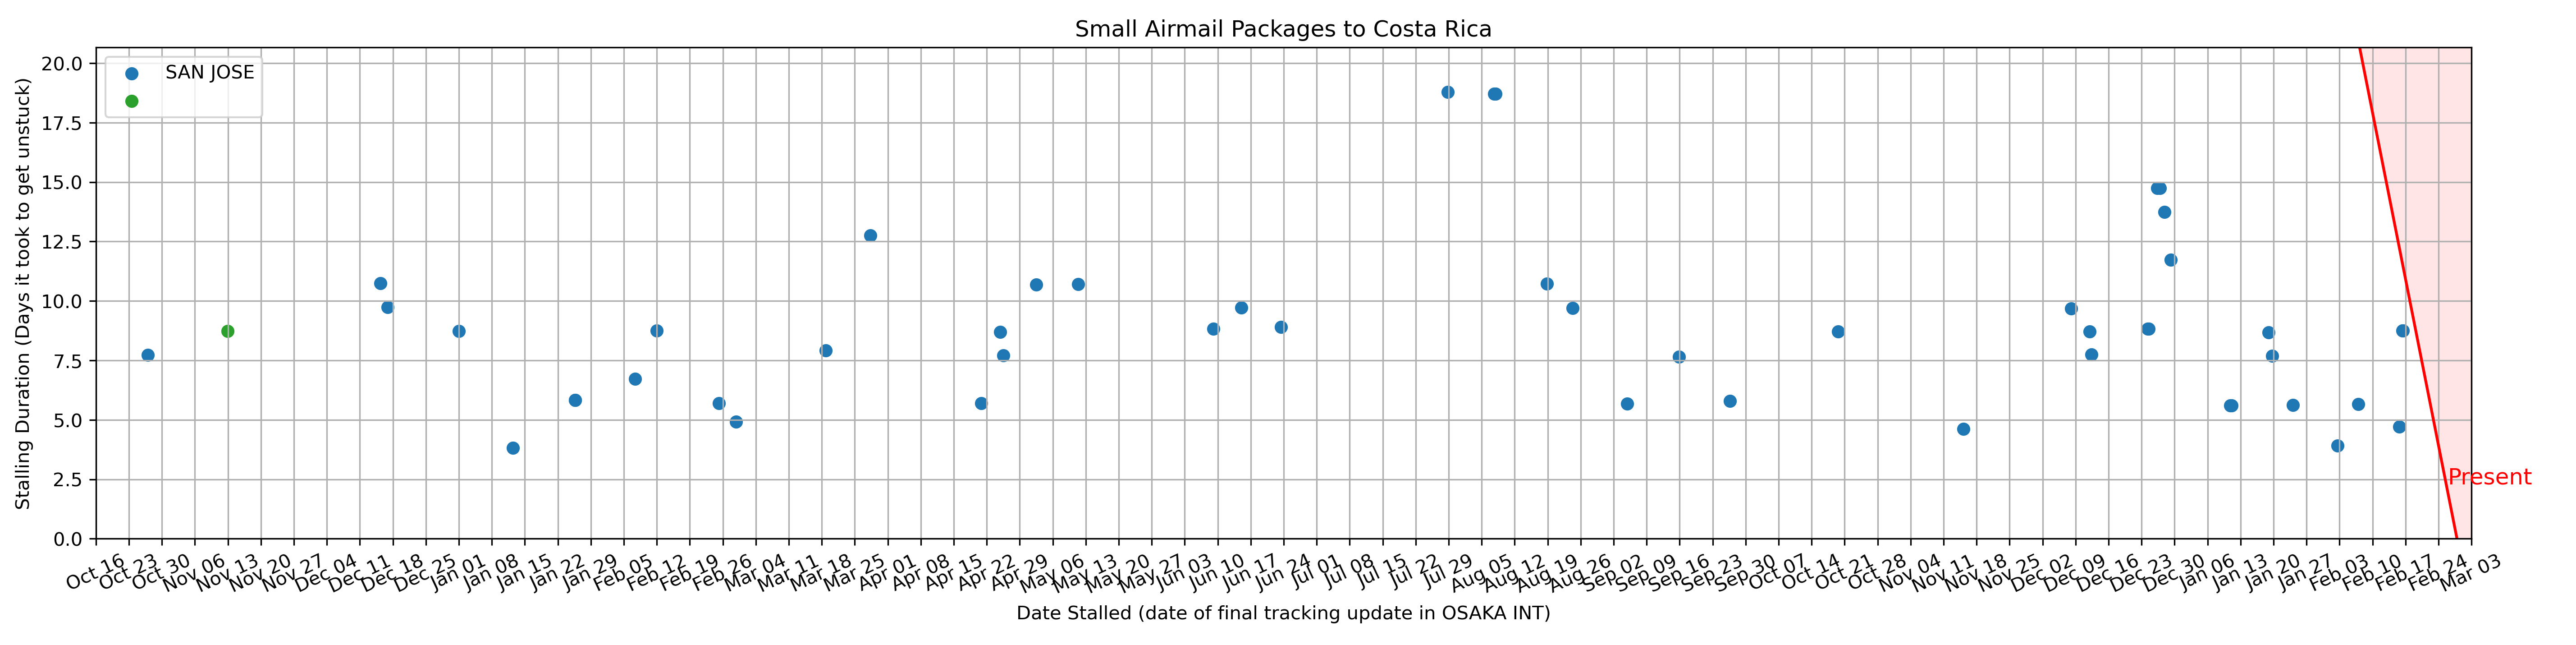 Small Airmail Packages to Costa Rica
SAN JOSE
Stalling Duration (Days it took to get unstuck)
20.0
17.5
15.0
12.5
10.0
7.5
5.0
2.5
0.0
Present
Oct 16 Oct 23 Oct 30 Nov 06 Nov 13 Nov 20 Nov 27 Dec 04 Dec 11 Dec 18 Dec 25 Jan 01 Jan 08 Jan 15 Jan 22 Jan 29 Feb 05 Feb 12 Feb 19 Feb 26 Mar 04 Mar 11 Mar 18 Mar 25 Apr 01 Apr 08 Apr 15 Apr 22 Apr 29 May 06 May 13 May 20 May 27 Jun 03 Jun 10 Jun 17 Jun 24 Jul 01 Jul 08 Jul 15 Jul 22 Jul 29 Aug 05 Aug 12 Aug 19 Aug 26 Sep 02 Sep 09 Sep 16 Sep 23 Sep 30 Oct 07 Oct 14 Oct 21 Oct 28 Nov 04 Nov 11 Nov 18 Nov 25 Dec 02 Dec 09 Dec 16 Dec 23 Dec 30 Jan 06 Jan 13 Jan 20 Jan 27 Feb 03 Feb 10 Feb 17 Feb 24 Mar 03
Date Stalled (date of final tracking update in OSAKA INT)